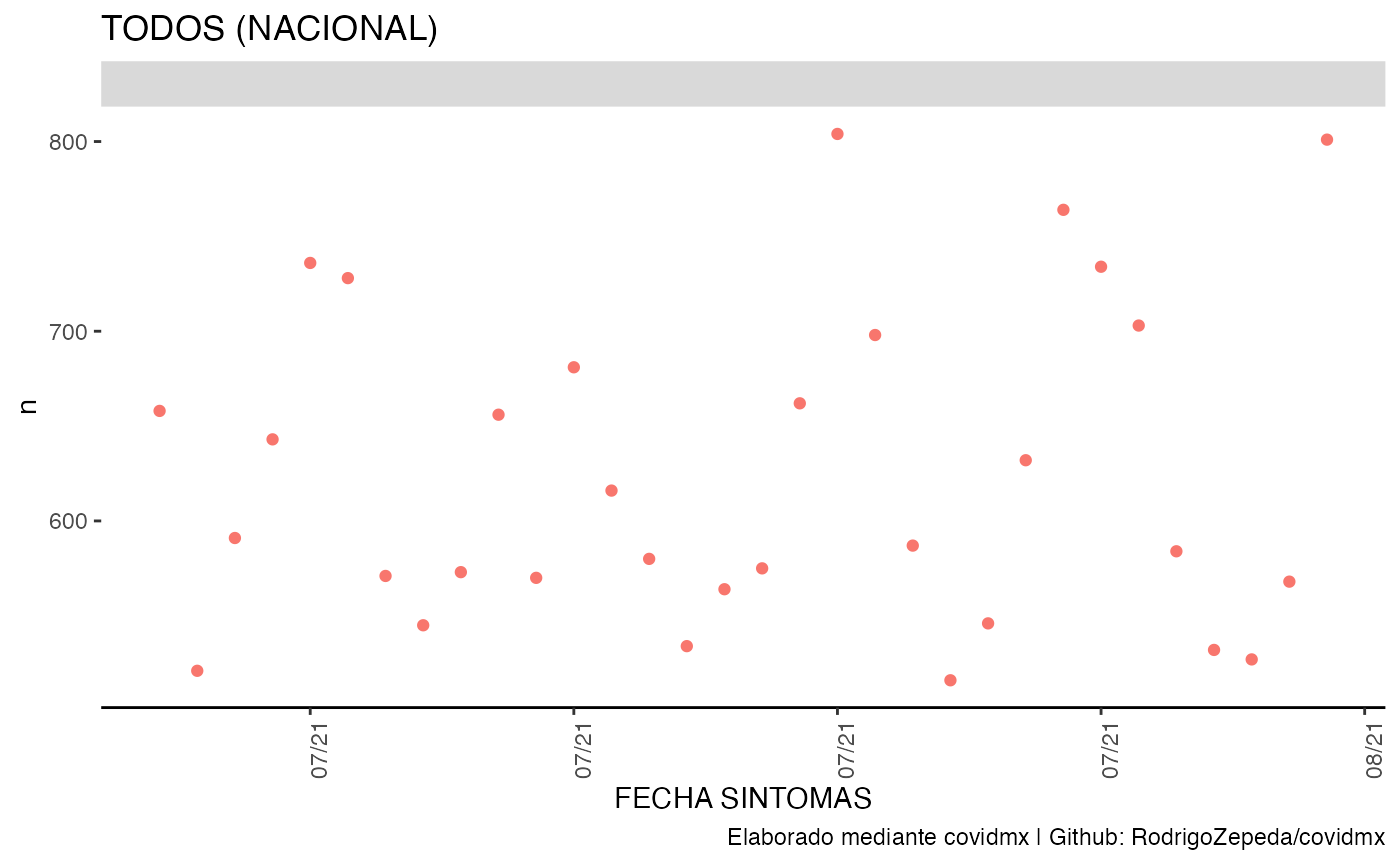 TODOS (NACIONAL)
800
700
600
n
07/21
07/21
07/21
07/21
08/21
FECHA SINTOMAS
Elaborado mediante covidmx | Github: RodrigoZepeda/covidmx